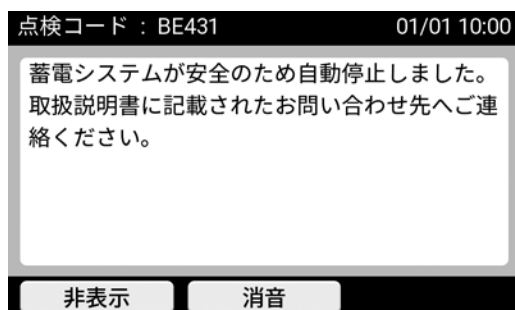 点検コード : BE431 01/01 10:00
蓄電システムが安全のため自動停止しました。
取扱説明書に記載されたお問い合わせ先へご連
絡ください。
非表示 消音